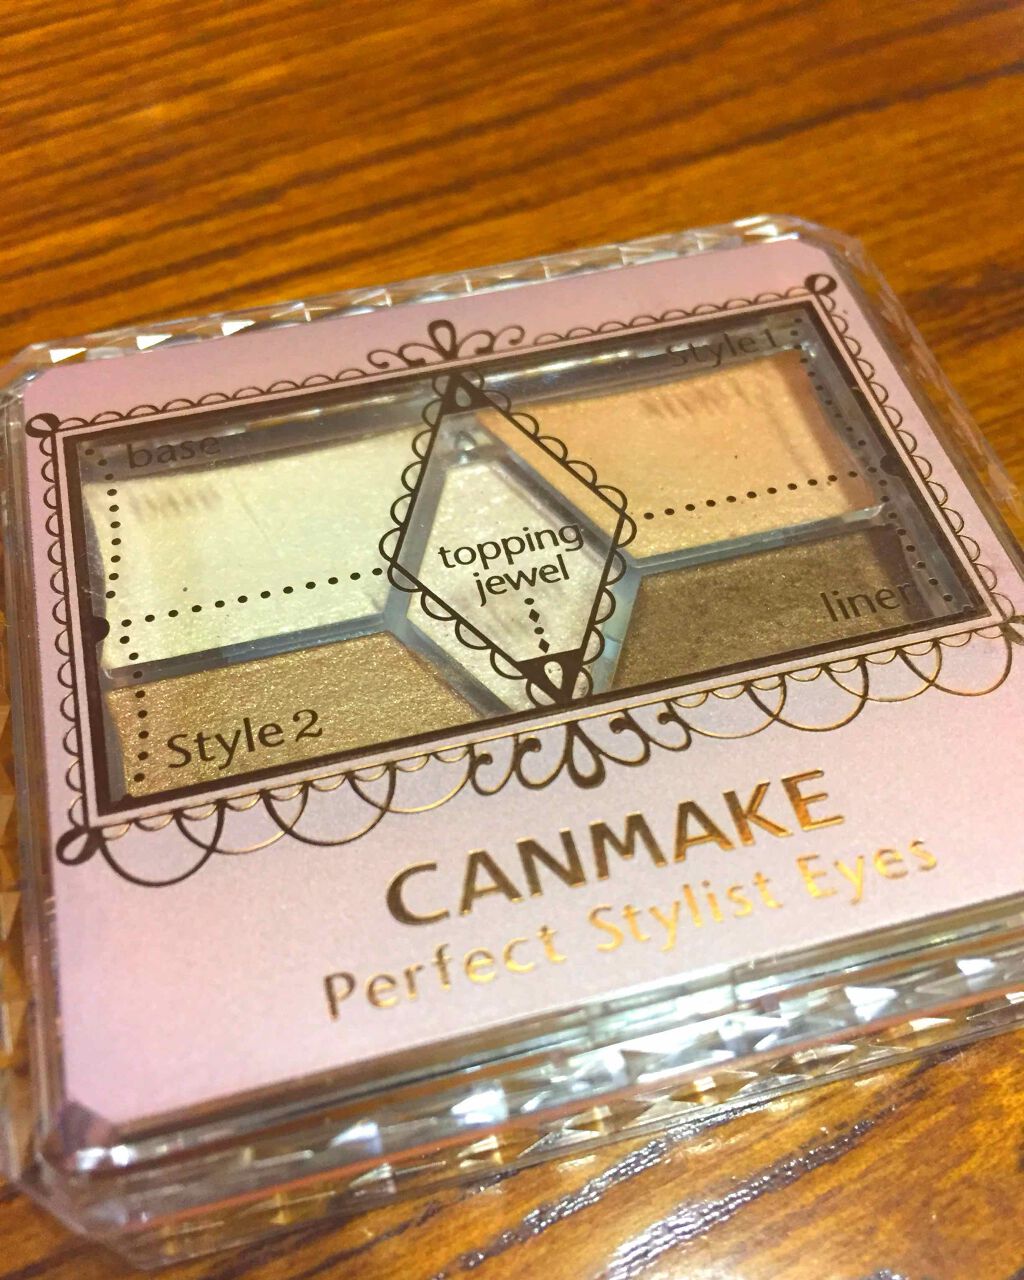 base
Style1
topping
jewel
Style2
liner
CANMAKE
Perfect Stylist Eyes